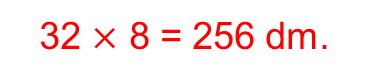 32 × 8 = 256 dm.